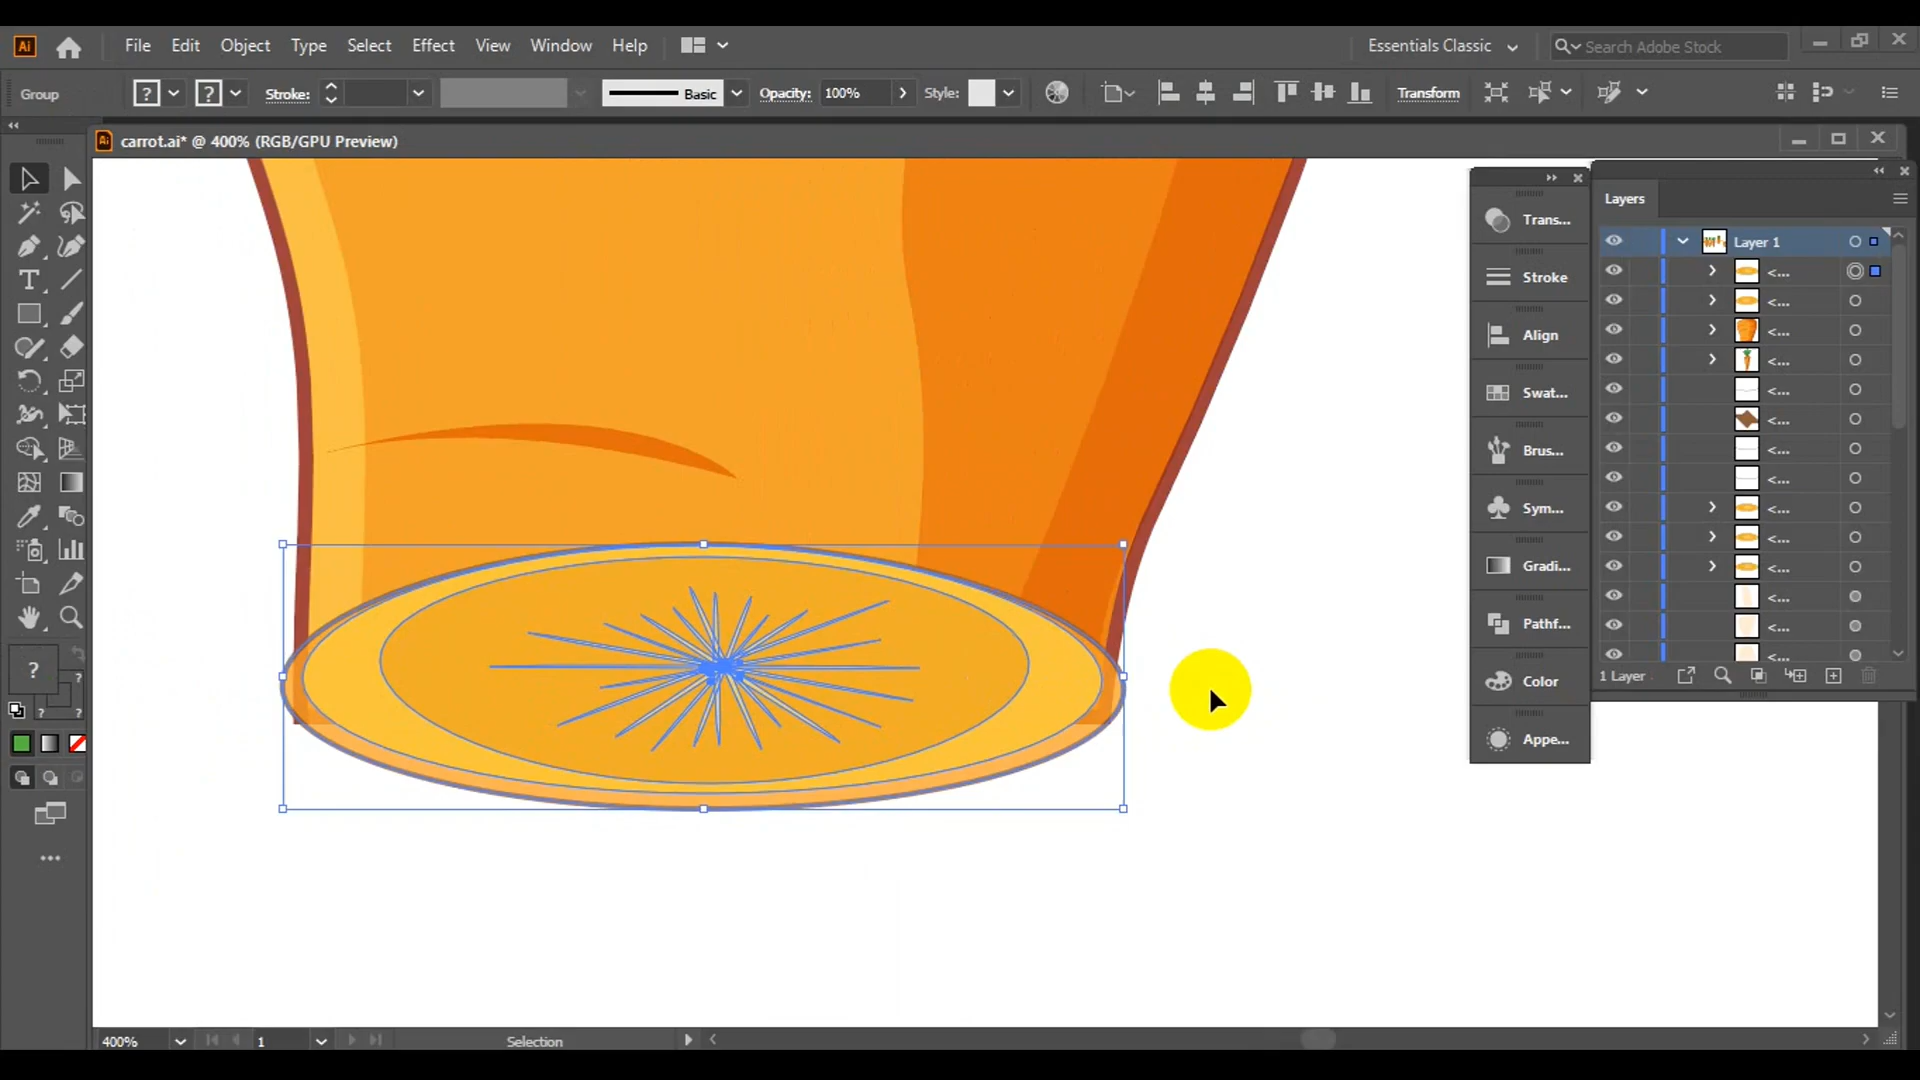 Ai File Edit Object Type Select Effect View Window Help Essentials Classic Search Adobe Stock
Group ? ? Stroke: Basic Opacity: 100% Style: Transform
Ai carrot.ai* @ 400% (RGB/GPU Preview)
Layers
Trans...
Layer 1
<...
Stroke
<...
<...
Align
<...
<...
Swat...
<...
<...
Brus...
<...
Sym...
<...
<...
Gradi...
<...
<...
Pathf...
<...
<...
1 Layer
Color
Appe...
?
?
? ?
400% 1 Selection